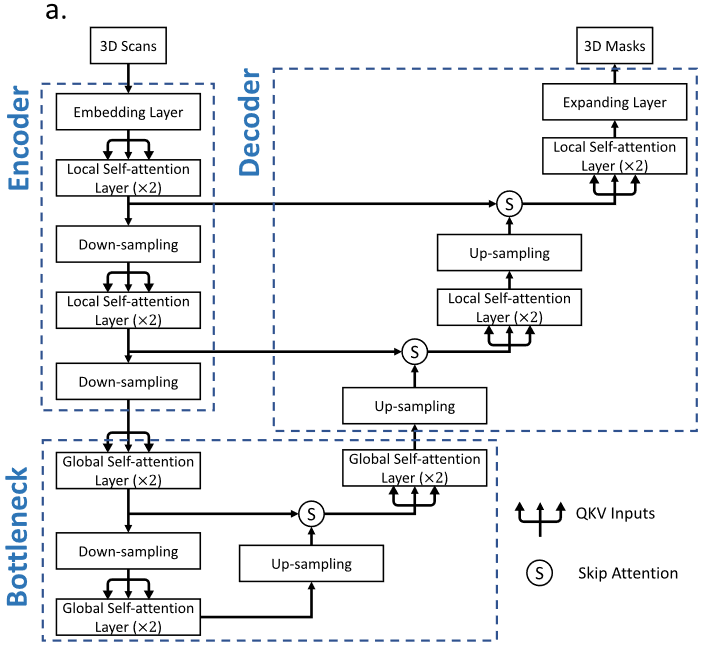 a.
3D Scans
Encoder
Embedding Layer
Local Self-attention
Layer (×2)
Down-sampling
Local Self-attention
Layer (×2)
Down-sampling
Bottleneck
Global Self-attention
Layer (×2)
Down-sampling
Global Self-attention
Layer (×2)
Up-sampling
S
Global Self-attention
Layer (×2)
Decoder
Up-sampling
S
Local Self-attention
Layer (×2)
Up-sampling
S
Local Self-attention
Layer (×2)
Expanding Layer
3D Masks
QKV Inputs
S Skip Attention